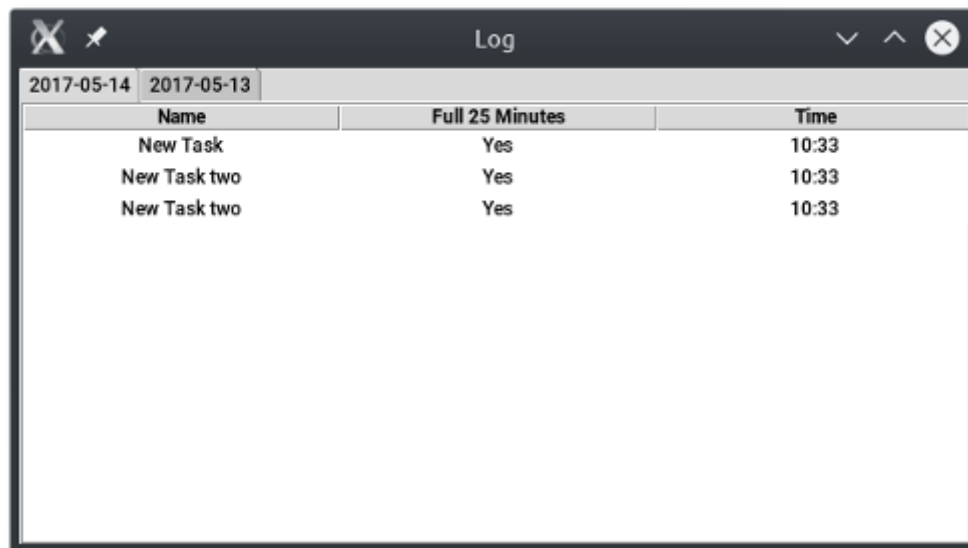 Log
2017-05-14 2017-05-13
Name Full 25 Minutes Time
New Task Yes 10:33
New Task two Yes 10:33
New Task two Yes 10:33